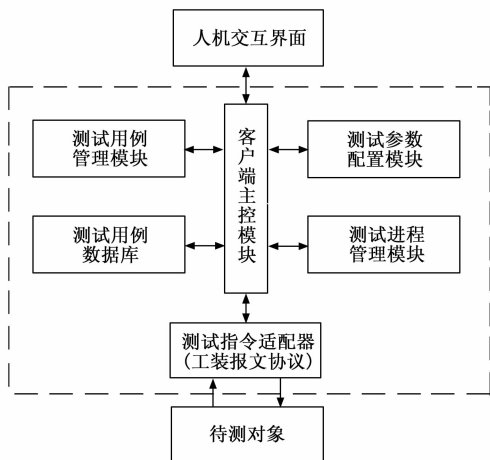 人机交互界面
测试用例
管理模块
客户端主控模块
测试参数
配置模块
测试用例
数据库
测试进程
管理模块
测试指令适配器
(工装报文协议)
待测对象